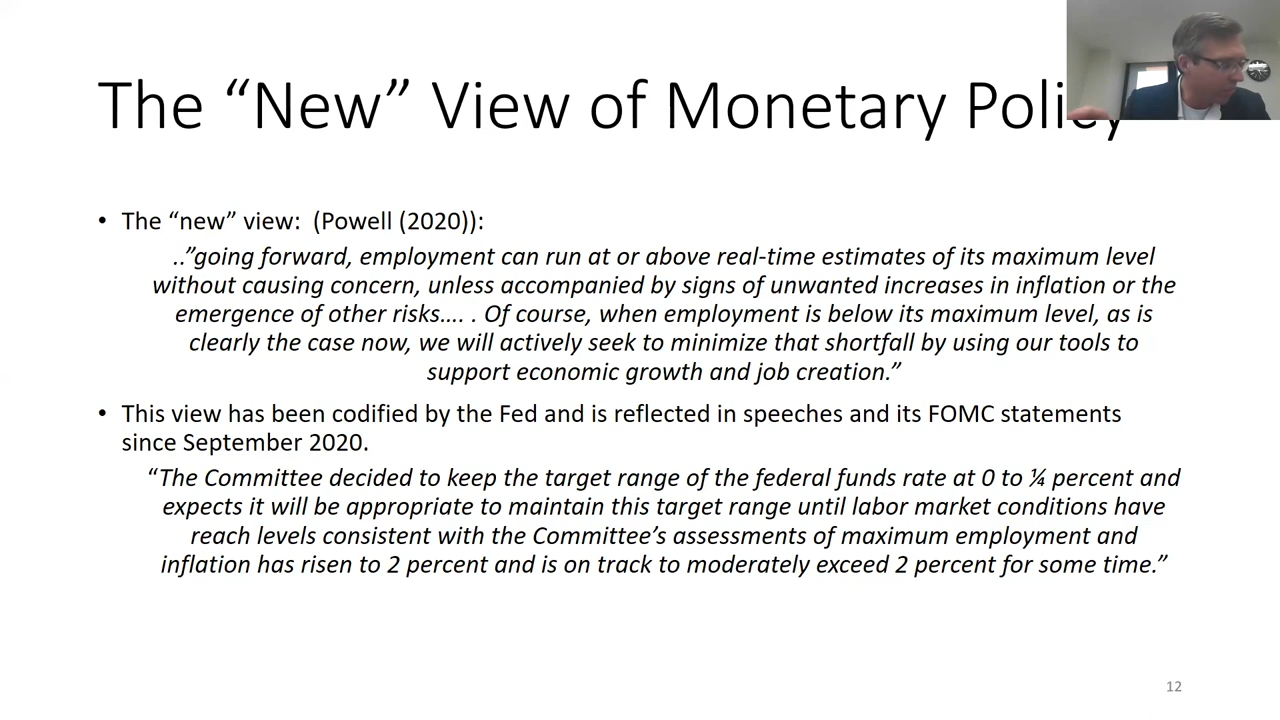 The “New” View of Monetary Policy
• The “new” view:  (Powell (2020)):
..”going forward, employment can run at or above real-time estimates of its maximum level
without causing concern, unless accompanied by signs of unwanted increases in inflation or the
emergence of other risks…. . Of course, when employment is below its maximum level, as is
clearly the case now, we will actively seek to minimize that shortfall by using our tools to
support economic growth and job creation.”
• This view has been codified by the Fed and is reflected in speeches and its FOMC statements
since September 2020.
“The Committee decided to keep the target range of the federal funds rate at 0 to ¼ percent and
expects it will be appropriate to maintain this target range until labor market conditions have
reach levels consistent with the Committee’s assessments of maximum employment and
inflation has risen to 2 percent and is on track to moderately exceed 2 percent for some time.”
12